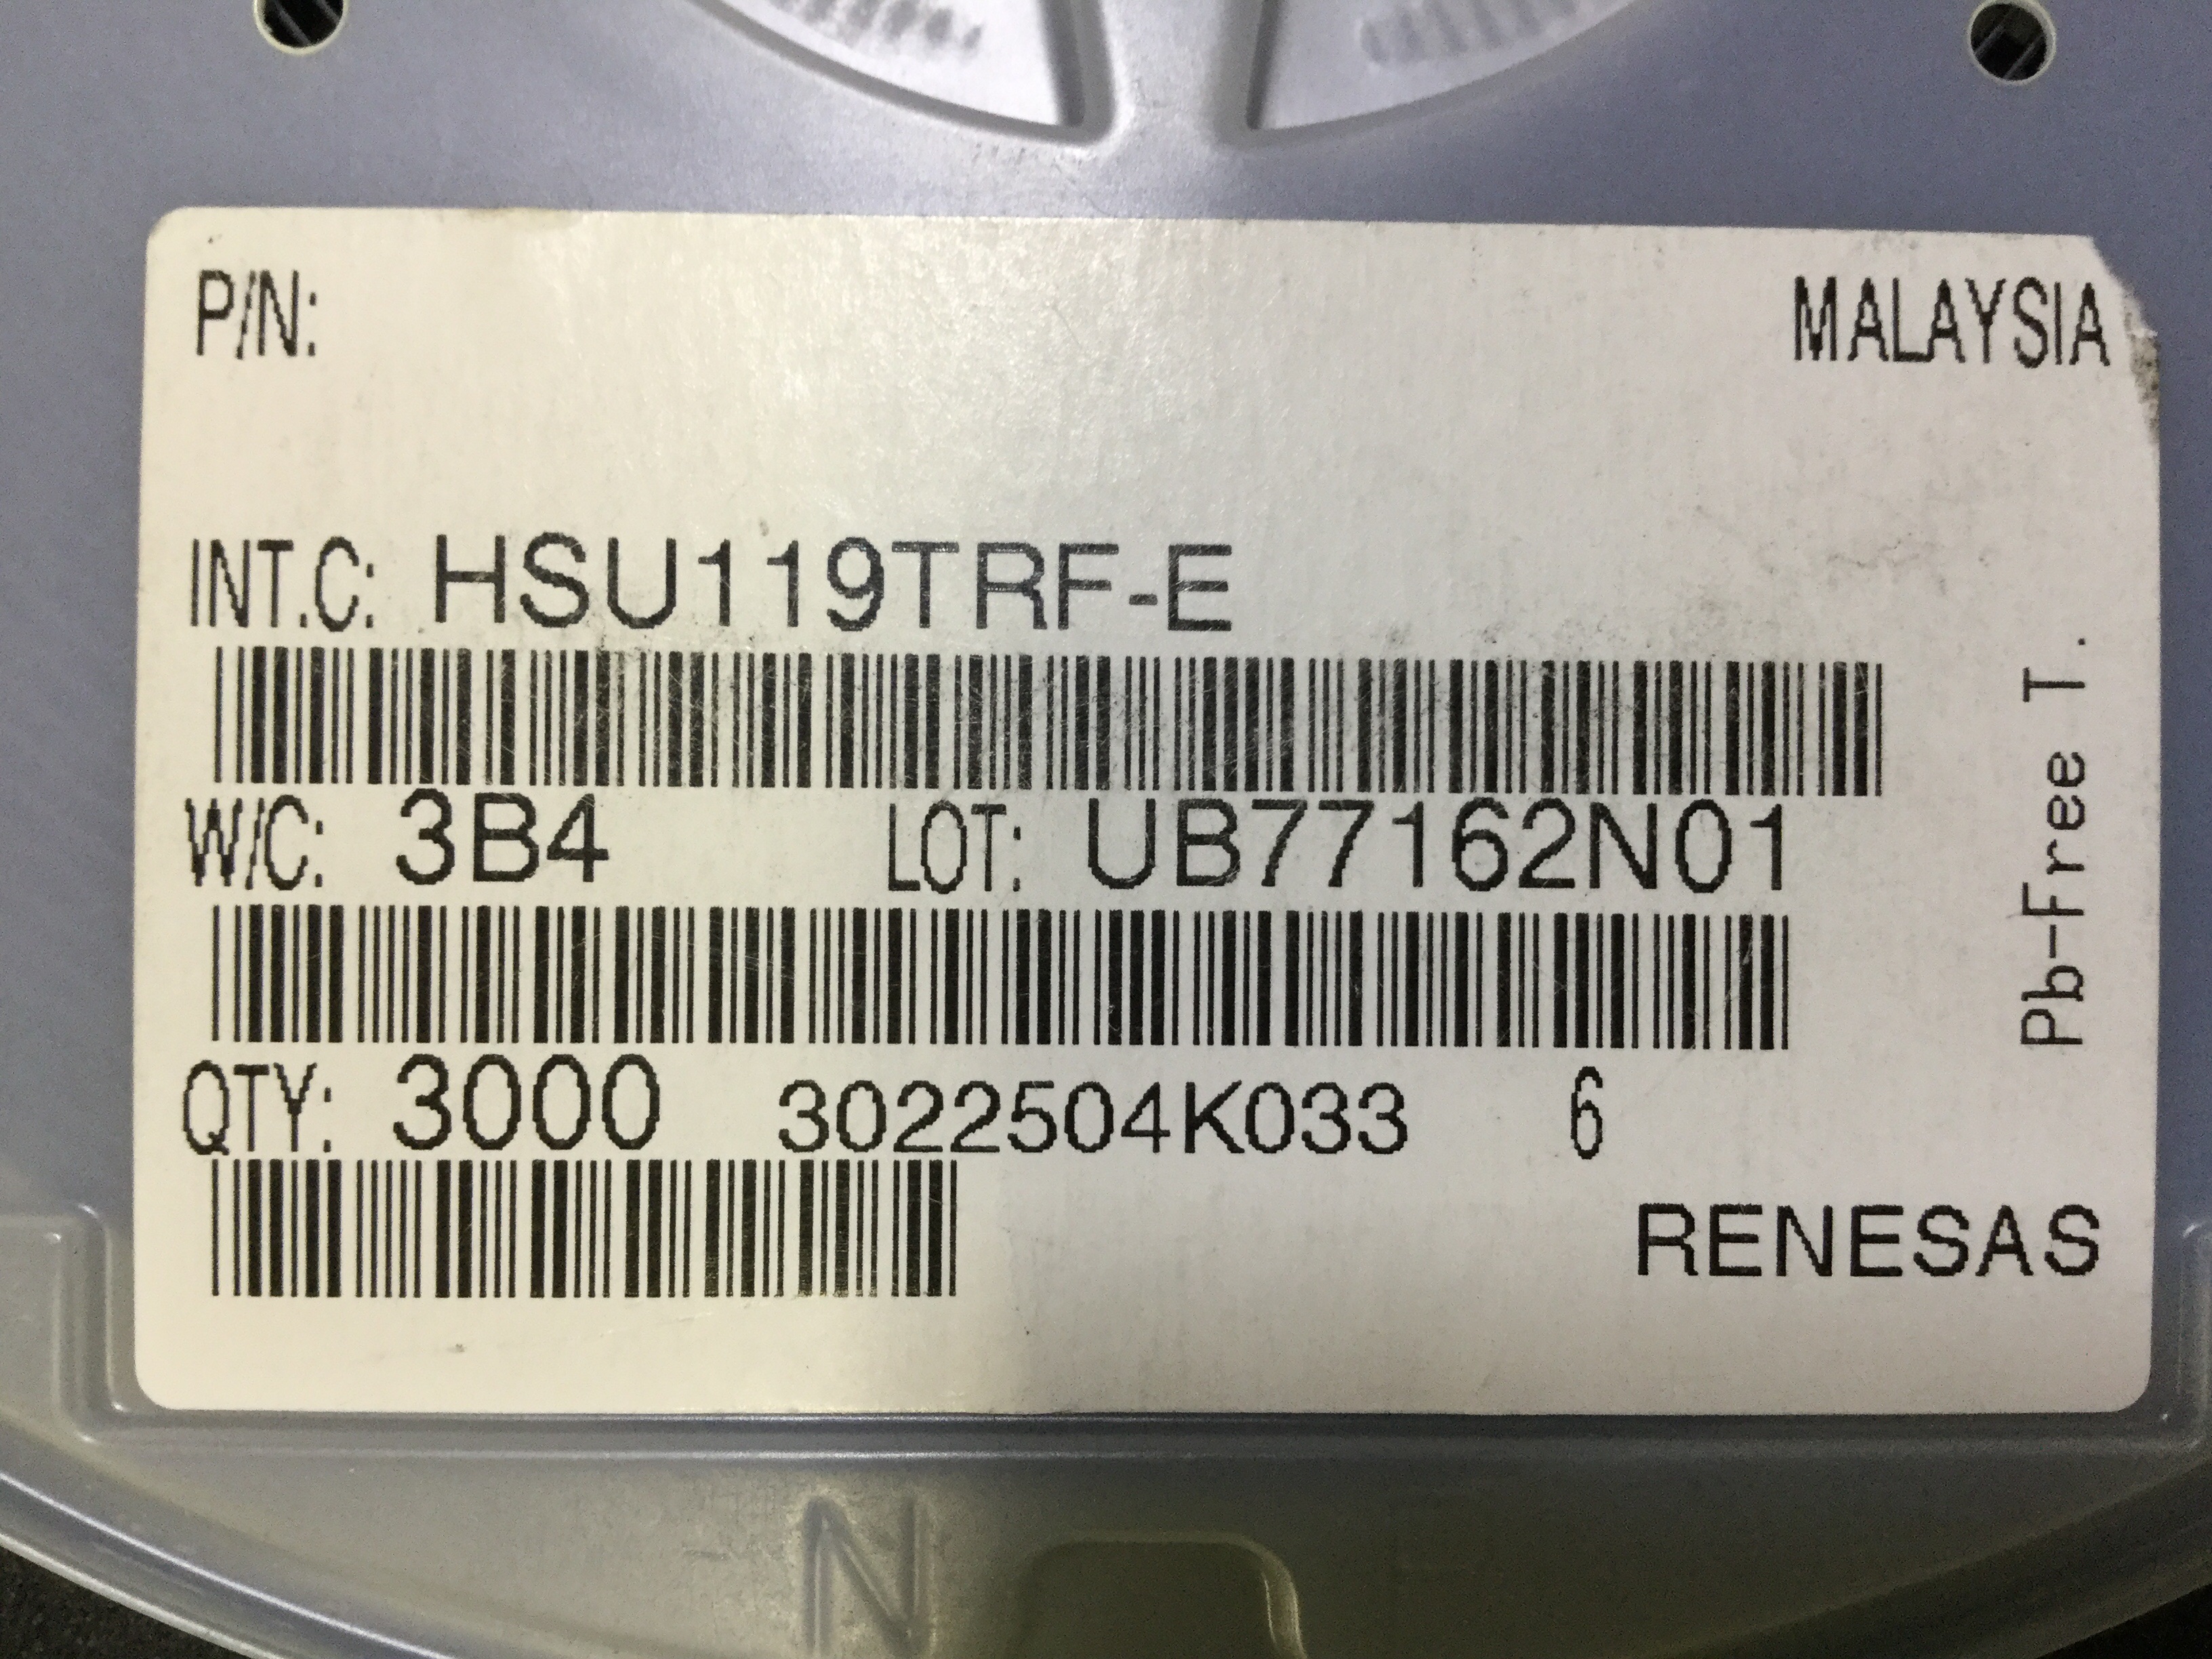 P/N: MALAYSIA
INT.C: HSU119TRF-E
W/C: 3B4 LOT: UB77162N01
QTY: 3000 3022504K033 6
RENESAS
Pb-Free T.
N